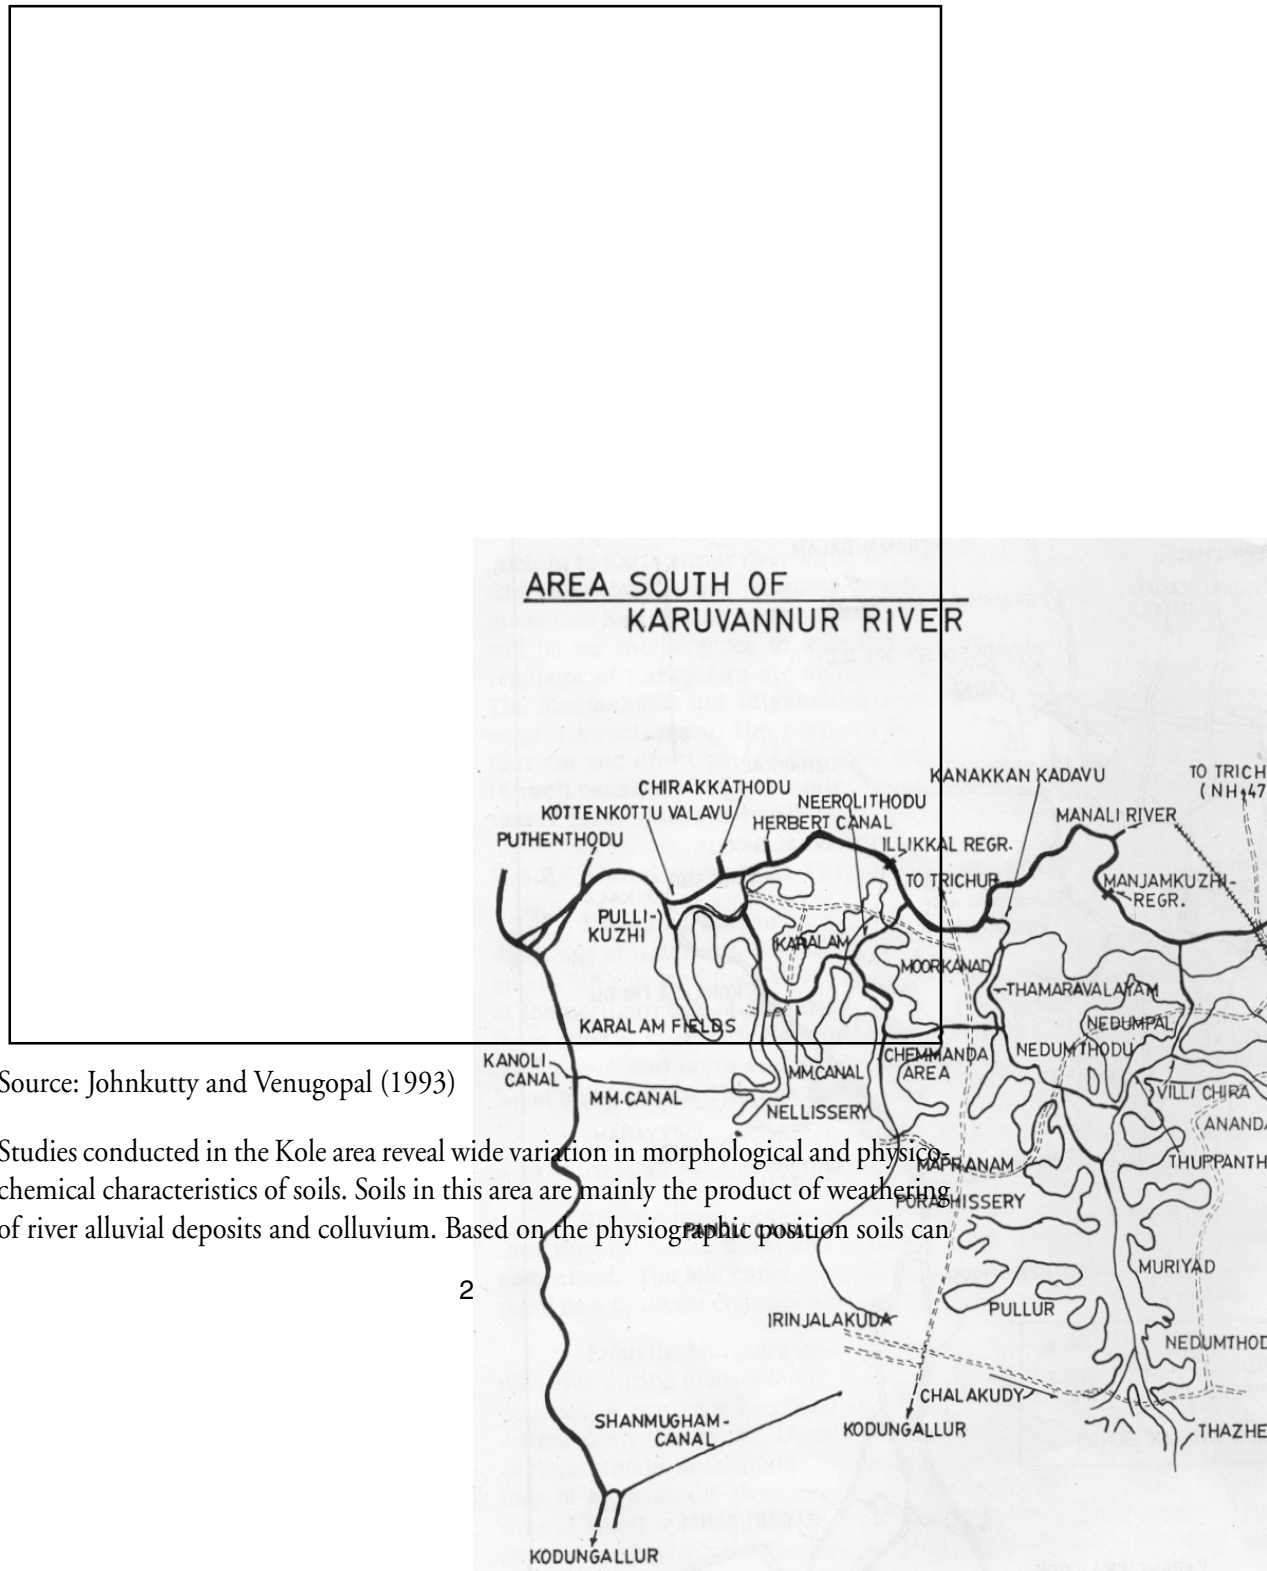 AREA SOUTH OF
KARUVANNUR RIVER
KANAKKAN KADAVU
TO TRICH
(NH 47
CHIRAKKATHODU
NEEROLITHODU
KOTTENKOTTU VALAVU
HERBERT CANAL
MANALI RIVER
PUTHENTHODU
ILLIKKAL REGR.
TO TRICHUR
MANJAMKUZHI-
REGR.
PULLI-
KUZHI
KARALAM
MOORKANAD
THAMARAVALAYAM
KARALAM FIELDS
NEDUMPAL
NEDUMTHODU
CHEMMANDA
AREA
KANOLI
CANAL
MM.CANAL
MM.CANAL
NELLISSERY
VILLI CHIRA
ANANDA
Source: Johnkutty and Venugopal (1993)
Studies conducted in the Kole area reveal wide variation in morphological and physico-
chemical characteristics of soils. Soils in this area are mainly the product of weathering
of river alluvial deposits and colluvium. Based on the physiographic position soils can
MAPRANAM
THUPPANTH
PORATHISSERY
CANAL
MURIYAD
2
PULLUR
IRINJALAKUDA
NEDUMTHOD
CHALAKUDY
SHANMUGHAM-
CANAL
KODUNGALLUR
THAZHE
KODUNGALLUR